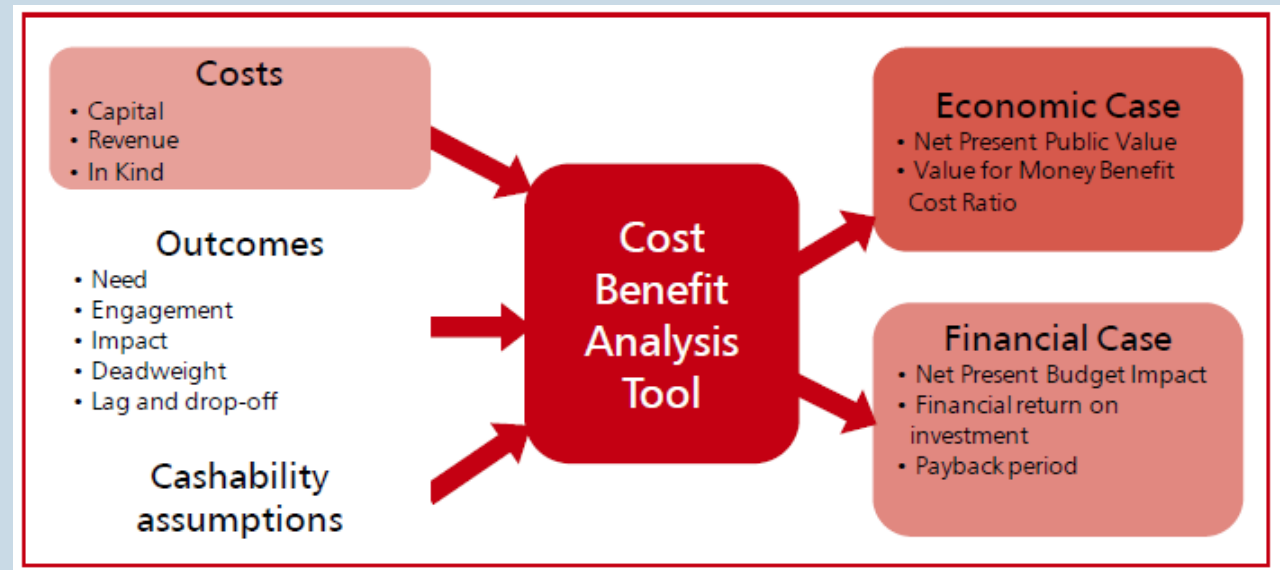 Costs
• Capital
• Revenue
• In Kind
Outcomes
• Need
• Engagement
• Impact
• Deadweight
• Lag and drop-off
Cashability
assumptions
Cost
Benefit
Analysis
Tool
Economic Case
• Net Present Public Value
• Value for Money Benefit
Cost Ratio
Financial Case
• Net Present Budget Impact
• Financial return on
investment
• Payback period